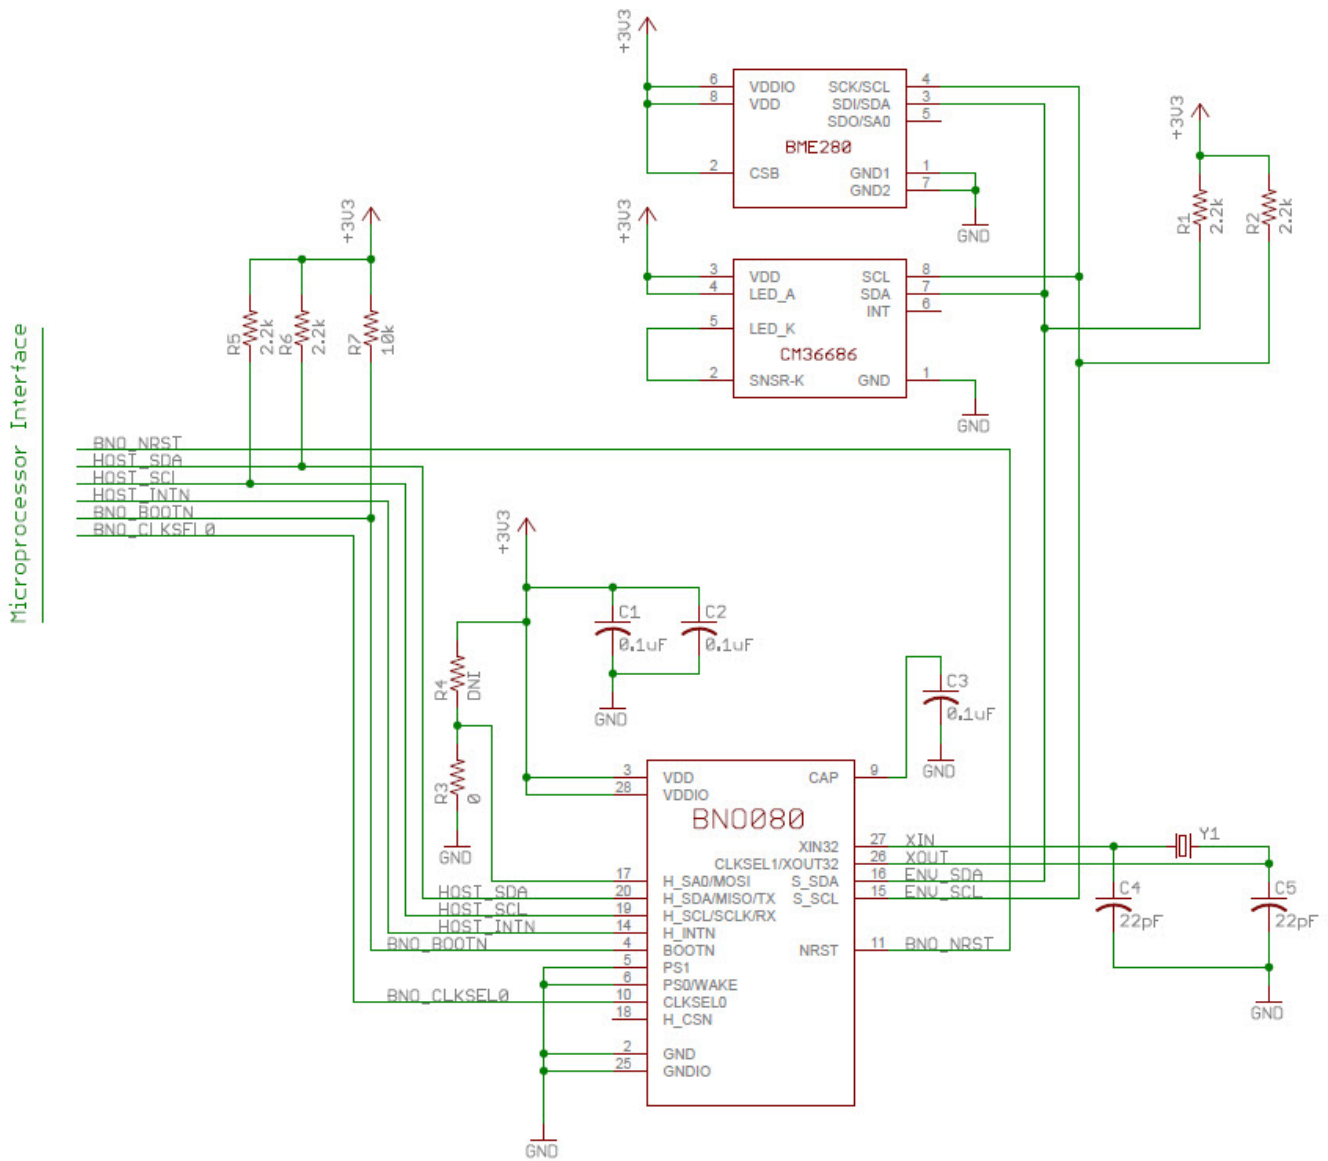 +3V3
6 VDDIO SCK/SCL 4
8 VDD SDI/SDA 3
SDO/SA0 5
BME280
2 CSB GND1 1
GND2 7
GND
+3V3
R1 2.2k
R2 2.2k
+3V3
3 VDD SCL 8
4 LED_A SDA 7
INT 6
5 LED_K
CM36686
2 SNSR-K GND 1
GND
+3V3
R5 2.2k
R6 2.2k
R7 10k
Microprocessor Interface
BNO_NRST
HOST_SDA
HOST_SCL
HOST_INTN
BNO_BOOTN
BNO_CLKSEL0
+3V3
C1 0.1uF
C2 0.1uF
GND
R4 DNI
R3 0
GND
C3
0.1uF
GND
3 VDD CAP 9
28 VDDIO
BNO080
XIN32 27 XIN
CLKSEL1/XOUT32 26 XOUT
17 H_SA0/MOSI S_SDA 16 ENV_SDA
HOST_SDA 20 H_SDA/MISO/TX S_SCL 15 ENV_SCL
HOST_SCL 19 H_SCL/SCLK/RX
HOST_INTN 14 H_INTN
BNO_BOOTN 4 BOOTN NRST 11 BNO_NRST
5 PS1
6 PS0/WAKE
BNO_CLKSEL0 10 CLKSEL0
18 H_CSN
2 GND
25 GNDIO
GND
Y1
C4
22pF
C5
22pF
GND